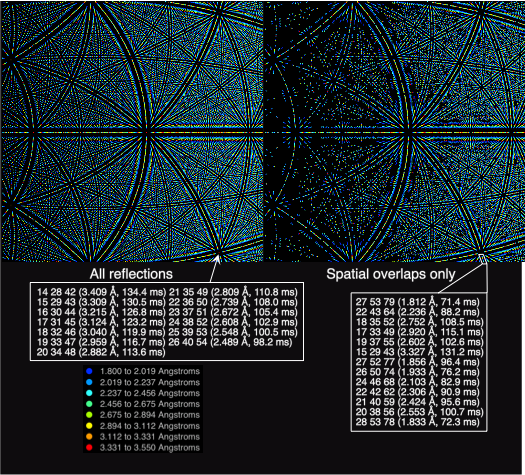 All reflections
14 28 42 (3.409 Å, 134.4 ms) 21 35 49 (2.809 Å, 110.8 ms)
15 29 43 (3.309 Å, 130.5 ms) 22 36 50 (2.739 Å, 108.0 ms)
16 30 44 (3.215 Å, 126.8 ms) 23 37 51 (2.672 Å, 105.4 ms)
17 31 45 (3.124 Å, 123.2 ms) 24 38 52 (2.608 Å, 102.9 ms)
18 32 46 (3.040 Å, 119.9 ms) 25 39 53 (2.548 Å, 100.5 ms)
19 33 47 (2.959 Å, 116.7 ms) 26 40 54 (2.489 Å, 98.2 ms)
20 34 48 (2.882 Å, 113.6 ms)
1.800 to 2.019 Angstroms
2.019 to 2.237 Angstroms
2.237 to 2.456 Angstroms
2.456 to 2.675 Angstroms
2.675 to 2.894 Angstroms
2.894 to 3.112 Angstroms
3.112 to 3.331 Angstroms
3.331 to 3.550 Angstroms
Spatial overlaps only
27 53 79 (1.812 Å, 71.4 ms)
22 43 64 (2.236 Å, 88.2 ms)
18 35 52 (2.752 Å, 108.5 ms)
17 33 49 (2.920 Å, 115.1 ms)
19 37 55 (2.602 Å, 102.6 ms)
15 29 43 (3.327 Å, 131.2 ms)
27 52 77 (1.856 Å, 96.4 ms)
26 50 74 (1.933 Å, 76.2 ms)
24 46 68 (2.103 Å, 82.9 ms)
22 42 62 (2.306 Å, 90.9 ms)
21 40 59 (2.424 Å, 95.6 ms)
20 38 56 (2.553 Å, 100.7 ms)
28 53 78 (1.833 Å, 72.3 ms)